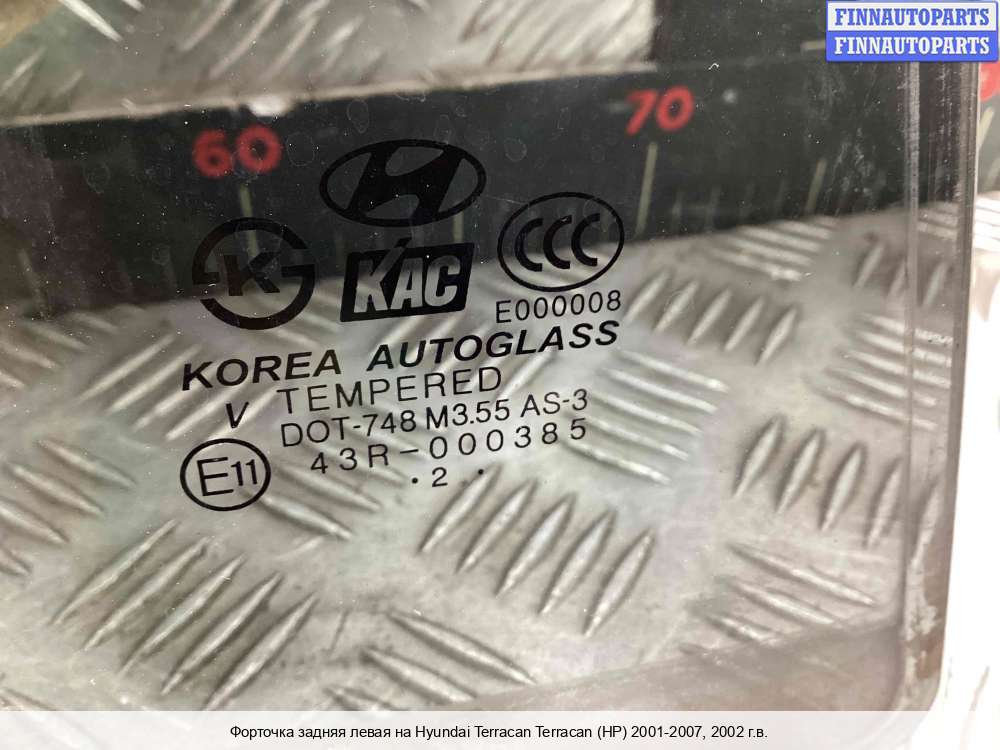 FINNAUTOPARTS
FINNAUTOPARTS
60
70
K
KAC
CCC
E000008
KOREA AUTOGLASS
V TEMPERED
DOT-748 M3.55 AS-3
E11 43R-000385
. 2 .
Форточка задняя левая на Hyundai Terracan Terracan (HP) 2001-2007, 2002 г.в.